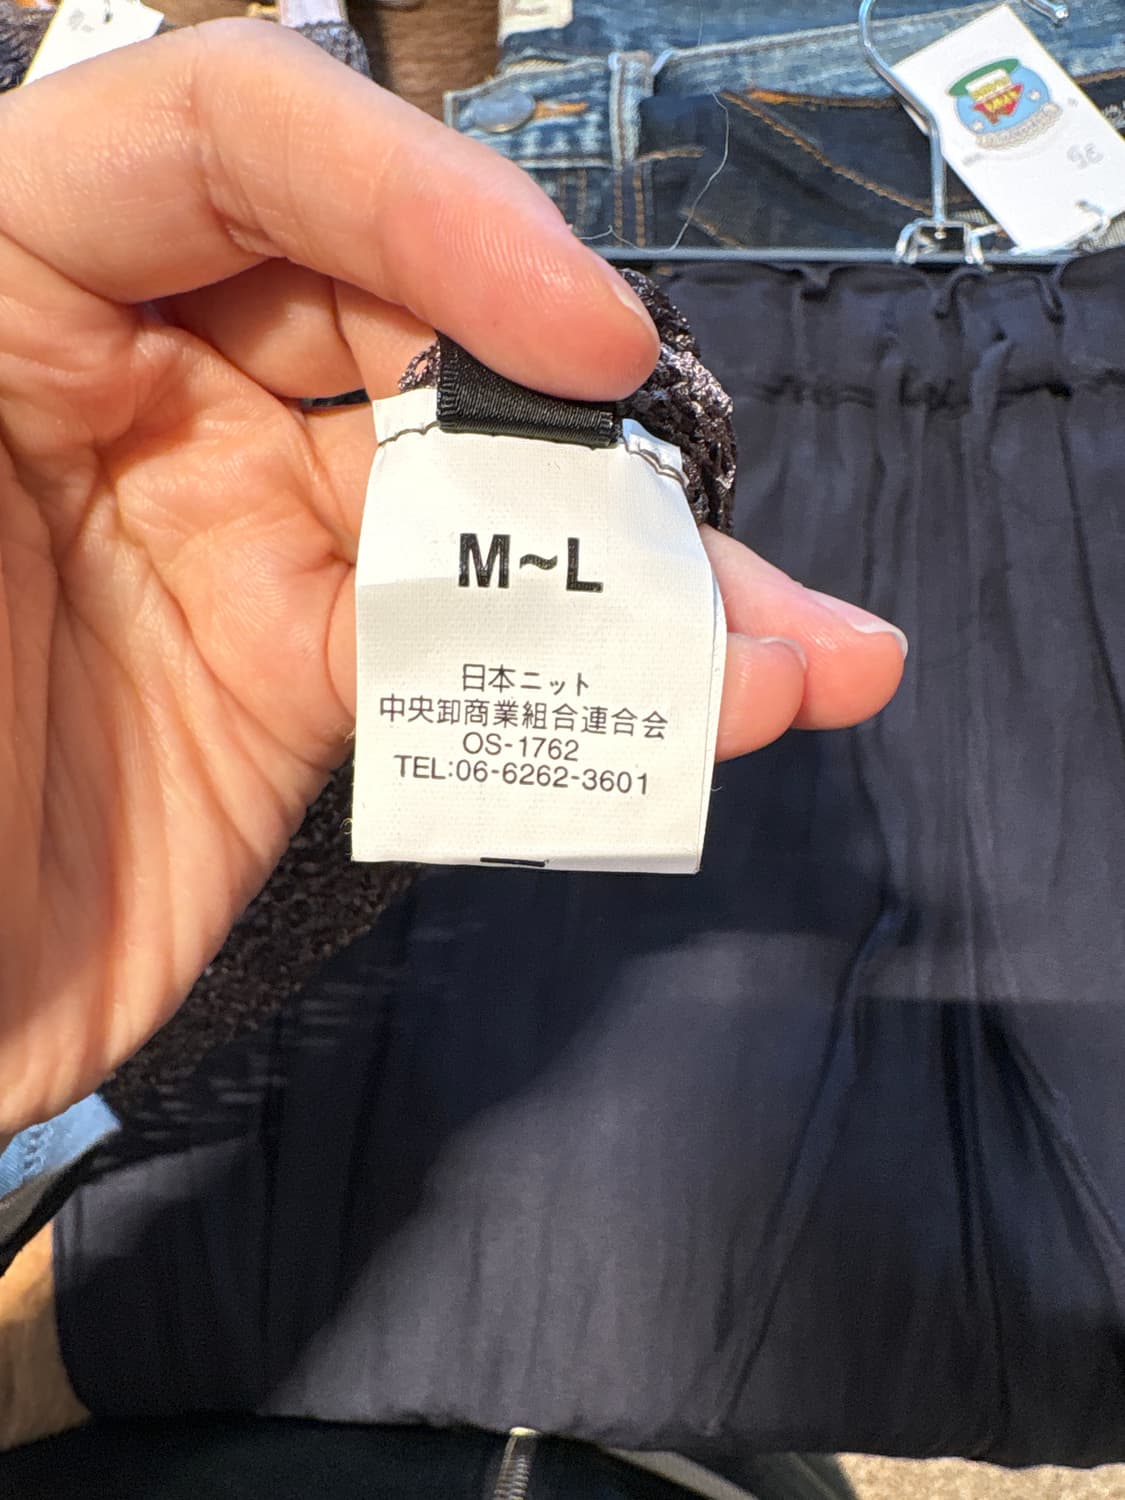 M~L
日本ニット
中央卸商業組合連合会
OS-1762
TEL:06-6262-3601